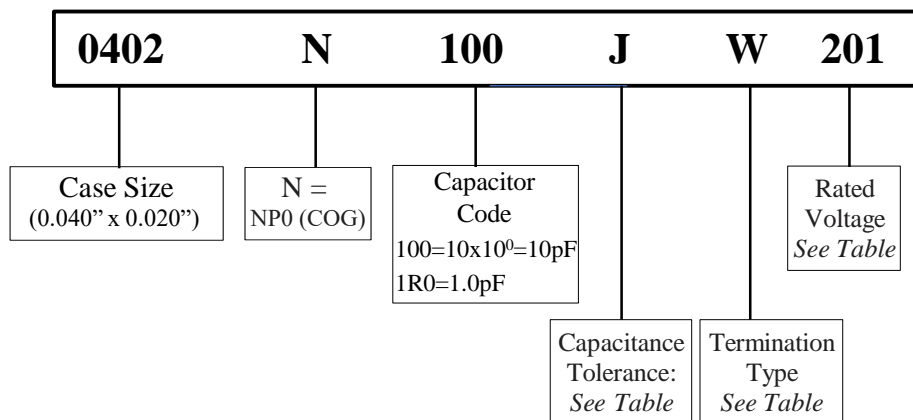 0402 N 100 J W 201
Case Size
(0.040” x 0.020”)
N =
NP0 (COG)
Capacitor
Code
100=10x10⁰=10pF
1R0=1.0pF
Rated
Voltage
See Table
Capacitance
Tolerance:
See Table
Termination
Type
See Table